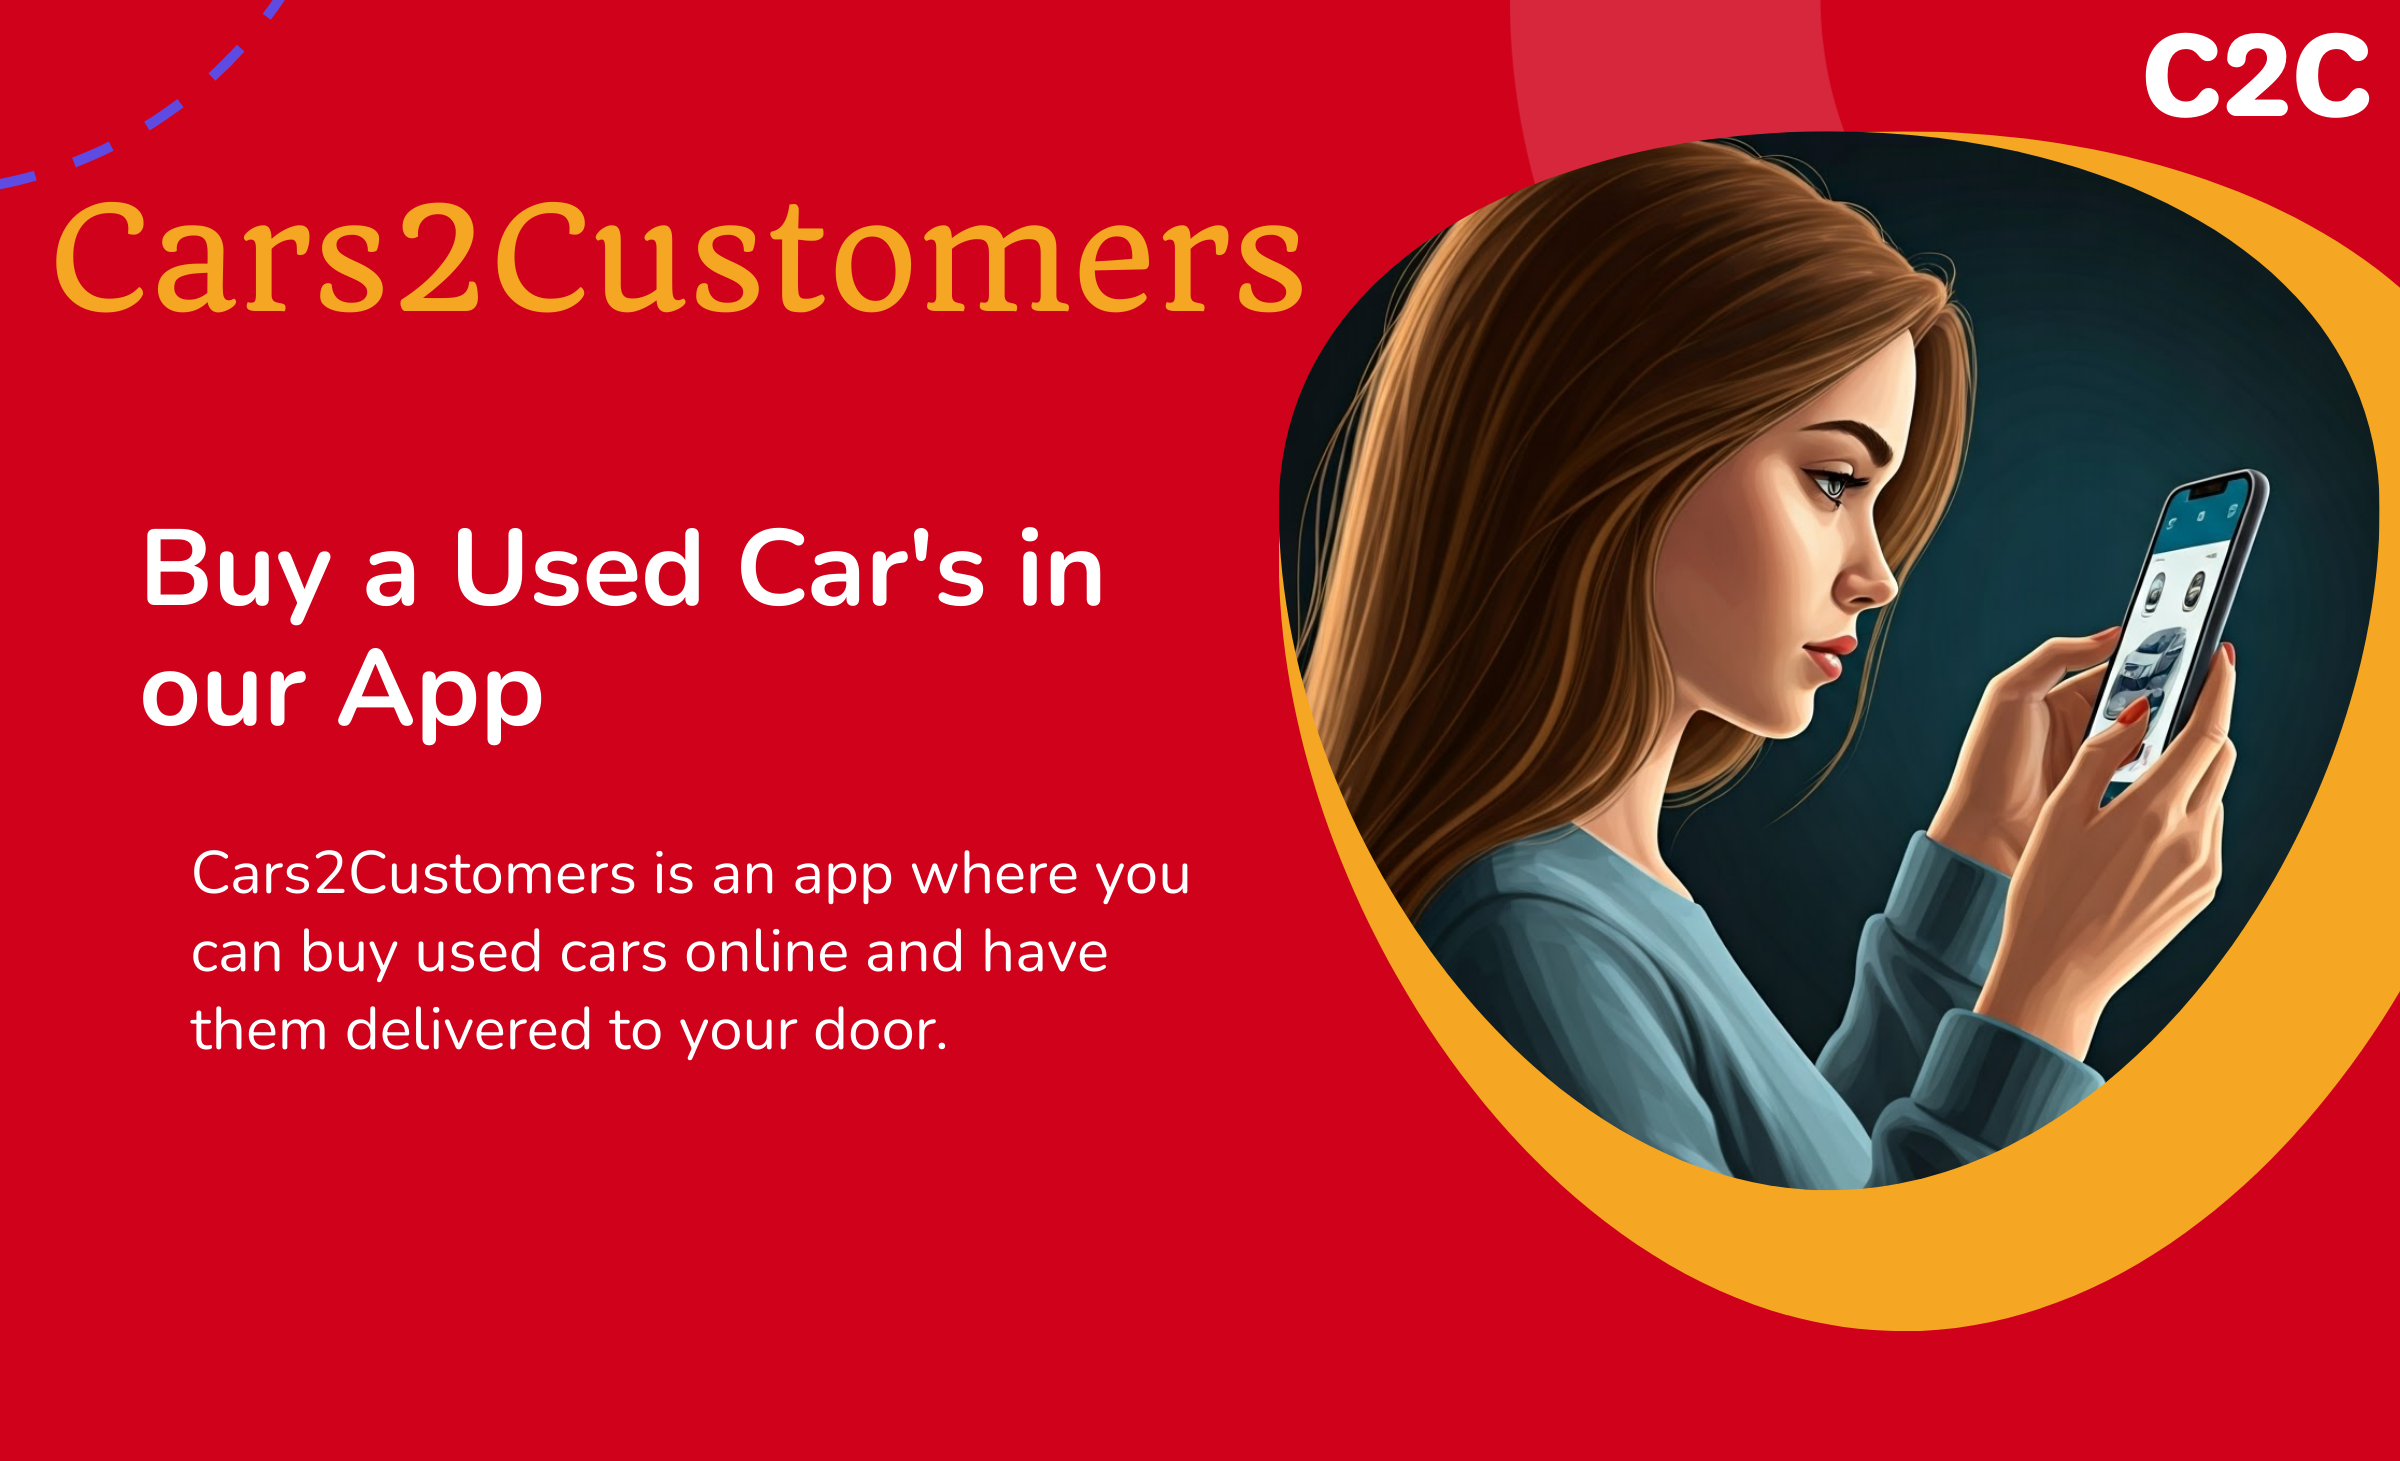 C2C
Cars2Customers
Buy a Used Car's in
our App
Cars2Customers is an app where you
can buy used cars online and have
them delivered to your door.